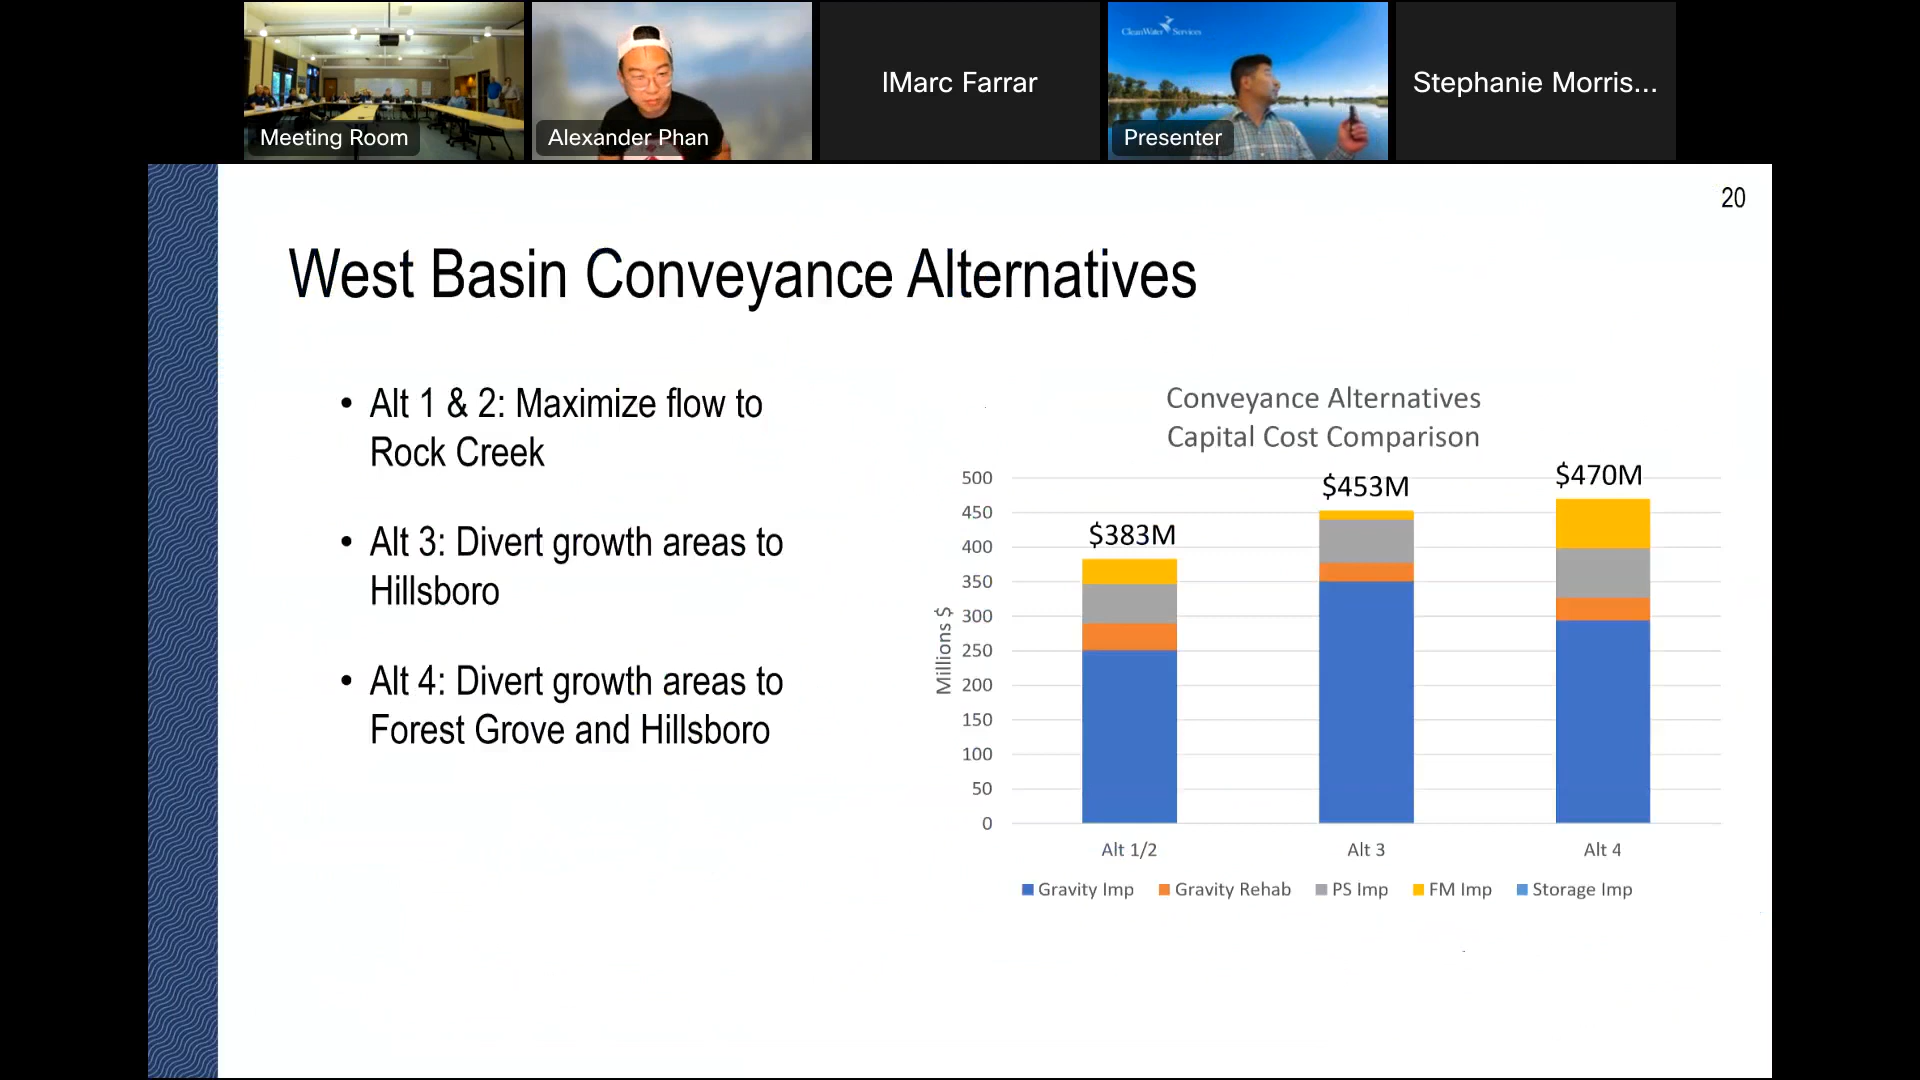 CleanWater Services
Meeting Room
Alexander Phan
IMarc Farrar
Presenter
Stephanie Morris...
20
West Basin Conveyance Alternatives
• Alt 1 & 2: Maximize flow to
Rock Creek
• Alt 3: Divert growth areas to
Hillsboro
• Alt 4: Divert growth areas to
Forest Grove and Hillsboro
Conveyance Alternatives
Capital Cost Comparison
Millions $
500
450
400
350
300
250
200
150
100
50
0
$383M
$453M
$470M
Alt 1/2
Alt 3
Alt 4
Gravity Imp
Gravity Rehab
PS Imp
FM Imp
Storage Imp